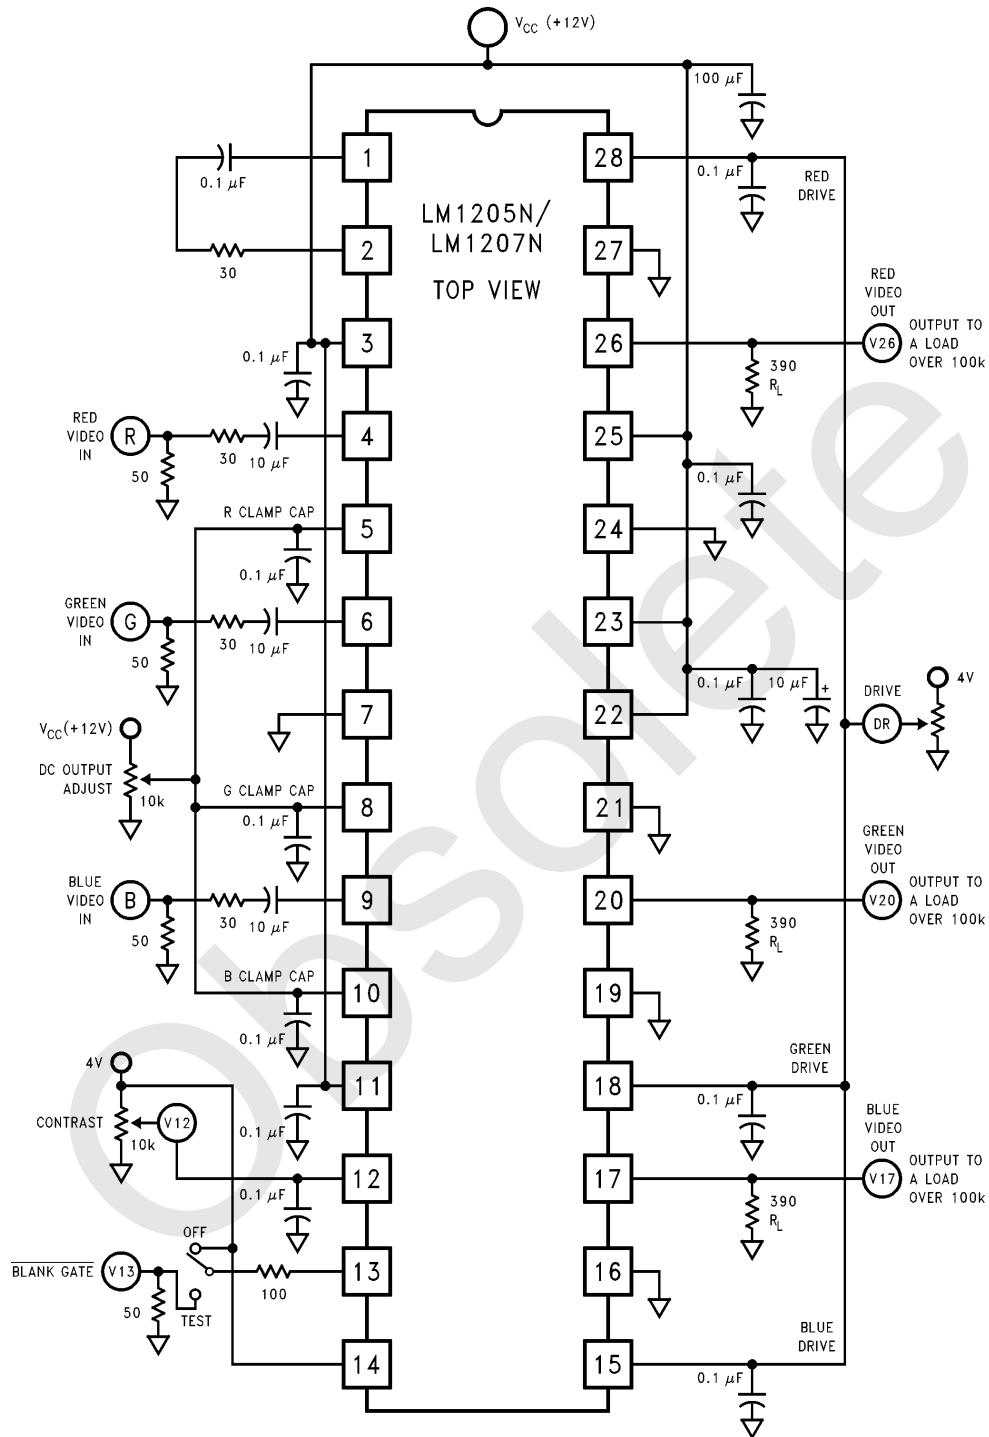 V_CC (+12V)
100 μF
1
28
0.1 μF
0.1 μF
RED
DRIVE
LM1205N/
LM1207N
TOP VIEW
2
27
30
RED
VIDEO
OUT
3
26
0.1 μF
V26
OUTPUT TO
A LOAD
OVER 100k
390
R_L
RED
VIDEO
IN
R
50
30
10 μF
4
25
0.1 μF
R CLAMP CAP
5
24
0.1 μF
GREEN
VIDEO
IN
G
50
30
10 μF
6
23
0.1 μF
10 μF
+
7
22
DRIVE
DR
4V
V_CC(+12V)
DC OUTPUT
ADJUST
10k
G CLAMP CAP
8
21
0.1 μF
GREEN
VIDEO
OUT
BLUE
VIDEO
IN
B
50
30
10 μF
9
20
V20
OUTPUT TO
A LOAD
OVER 100k
390
R_L
B CLAMP CAP
10
19
0.1 μF
4V
GREEN
DRIVE
11
18
0.1 μF
0.1 μF
CONTRAST
10k
V12
BLUE
VIDEO
OUT
12
17
0.1 μF
V17
OUTPUT TO
A LOAD
OVER 100k
390
R_L
OFF
BLANK GATE
V13
50
TEST
100
13
16
BLUE
DRIVE
14
15
0.1 μF
Obsolete